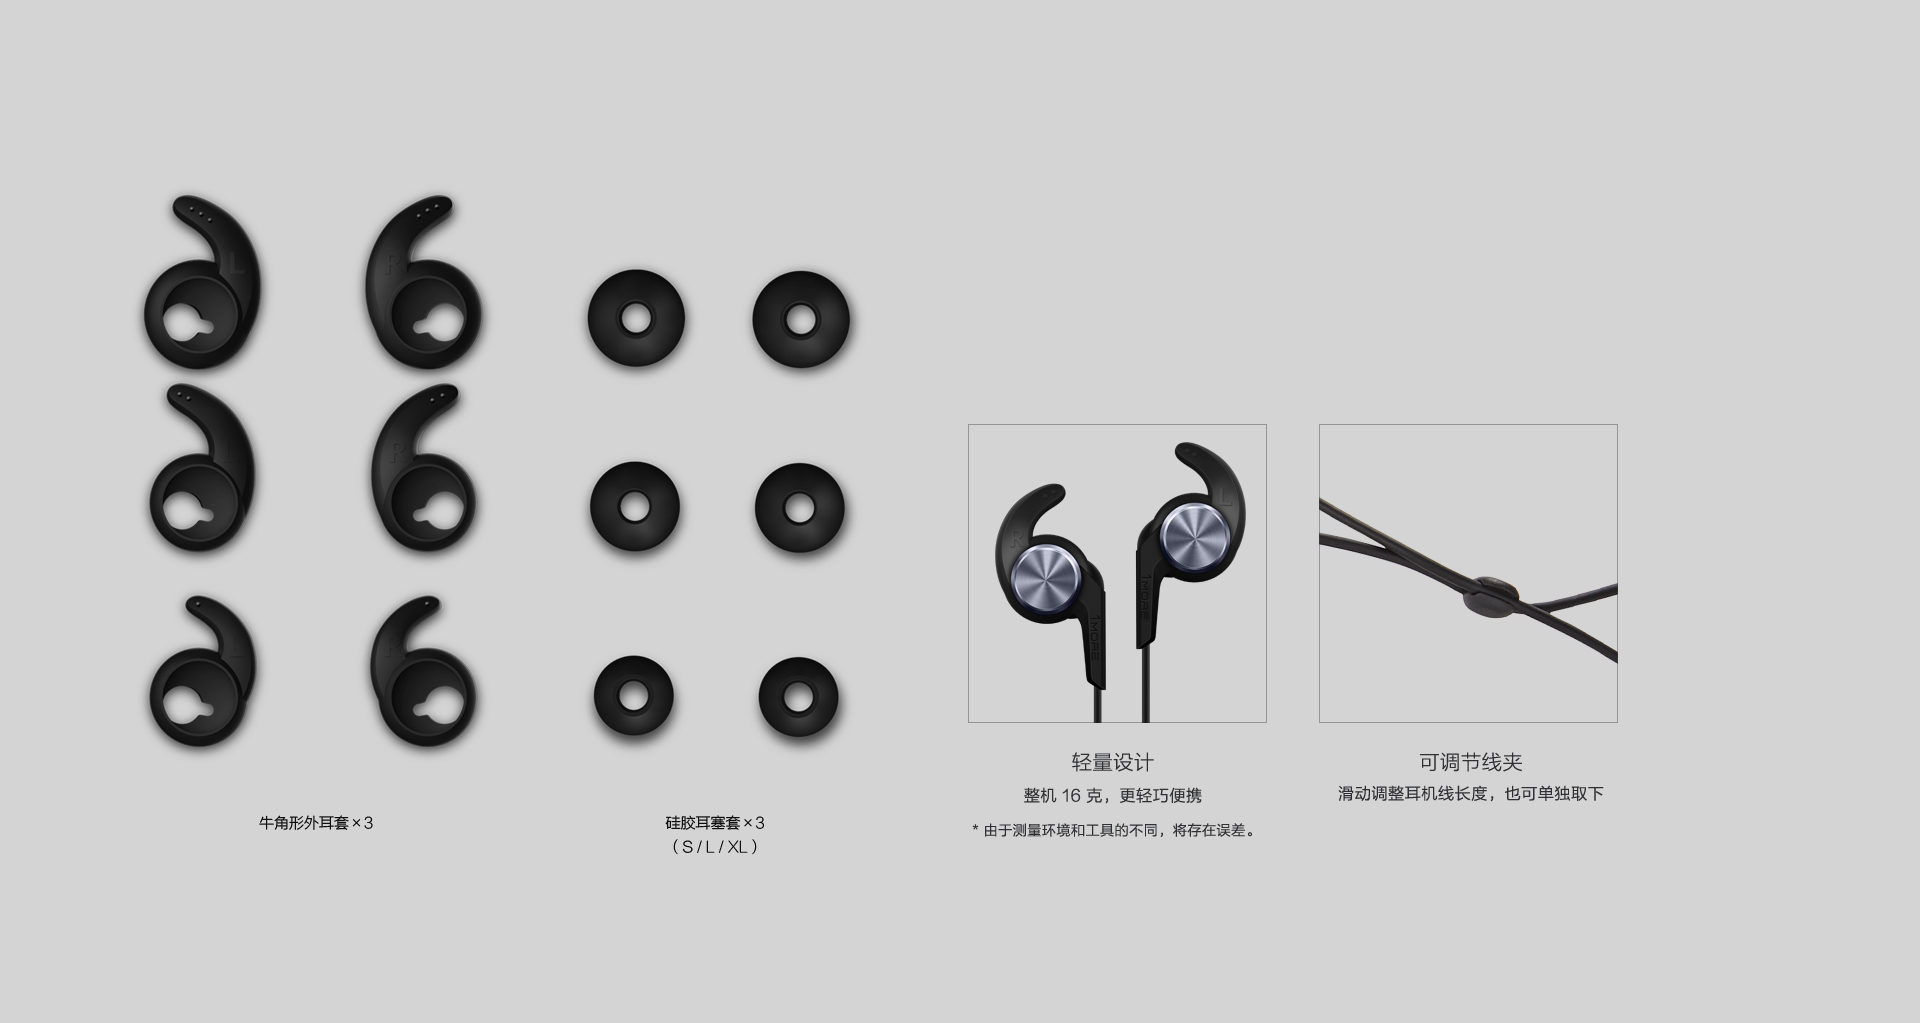 牛角形外耳套×3
硅胶耳塞套×3
( S / L / XL )
L
R
R
R
L
1MORE
1MORE
轻量设计
整机 16 克，更轻巧便携
* 由于测量环境和工具的不同，将存在误差。
可调节线夹
滑动调整耳机线长度，也可单独取下